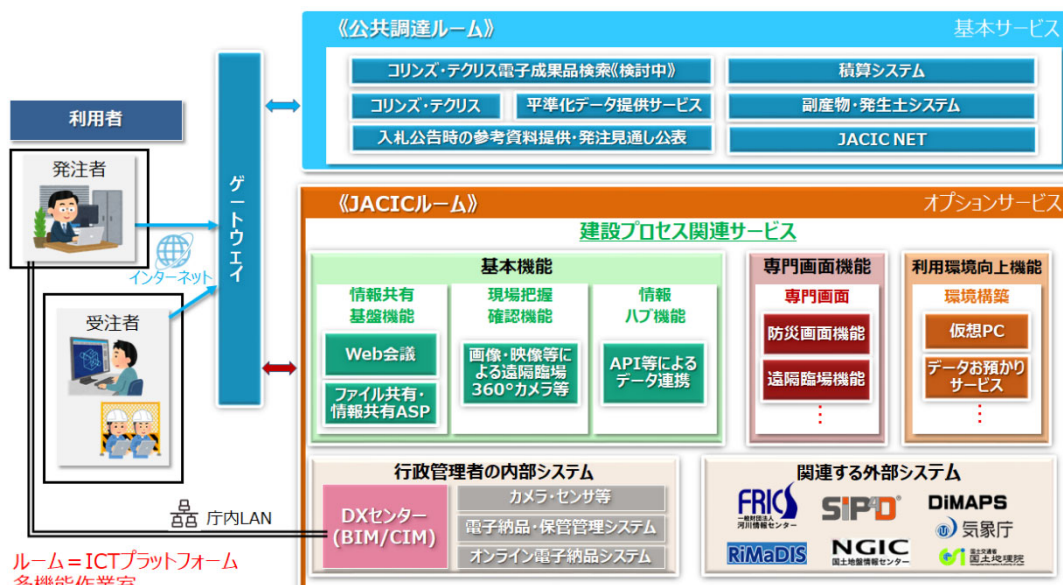 《公共調達ルーム》
基本サービス
コリンズ・テクリス電子成果品検索《検討中》
積算システム
コリンズ・テクリス
平準化データ提供サービス
副産物・発生土システム
入札公告時の参考資料提供・発注見通し公表
JACIC NET
利用者
発注者
インターネット
受注者
ゲートウェイ
《JACICルーム》
オプションサービス
建設プロセス関連サービス
基本機能
情報共有
基盤機能
Web会議
ファイル共有・
情報共有ASP
現場把握
確認機能
画像・映像等に
よる遠隔臨場
360°カメラ等
情報
ハブ機能
API等による
データ連携
専門画面機能
専門画面
防災画面機能
遠隔臨場機能
利用環境向上機能
環境構築
仮想PC
データお預かり
サービス
行政管理者の内部システム
DXセンター
(BIM/CIM)
カメラ・センサ等
電子納品・保管管理システム
オンライン電子納品システム
関連する外部システム
FRICS
一般財団法人
河川情報センター
SIP4D
DiMAPS
気象庁
RiMaDIS
NGIC
国土地盤情報センター
国土交通省
国土地理院
庁内LAN
ルーム=ICTプラットフォーム
多機能作業室